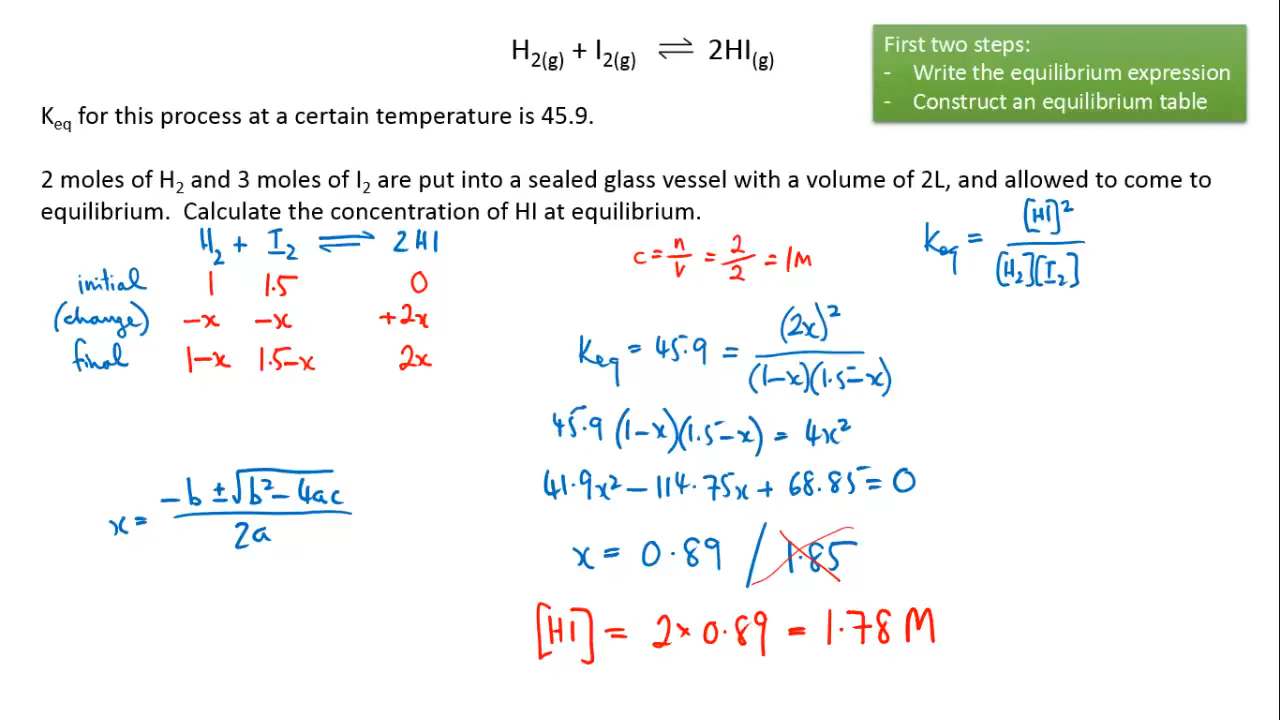 H₂(g) + I₂(g) ⇌ 2HI(g)
First two steps:
- Write the equilibrium expression
- Construct an equilibrium table
Keq for this process at a certain temperature is 45.9.
2 moles of H₂ and 3 moles of I₂ are put into a sealed glass vessel with a volume of 2L, and allowed to come to
equilibrium. Calculate the concentration of HI at equilibrium.
H₂ + I₂ ⇌ 2HI
initial 1 1.5 0
(change) -x -x +2x
final 1-x 1.5-x 2x
c = n/v = 2/2 = 1M
Keq = [HI]²/[H₂][I₂]
Keq = 45.9 = (2x)²/(1-x)(1.5-x)
45.9 (1-x)(1.5-x) = 4x²
41.9x² - 114.75x + 68.85 = 0
x = -b ± √b² - 4ac / 2a
x = 0.89 / 1.85
[HI] = 2 × 0.89 = 1.78 M